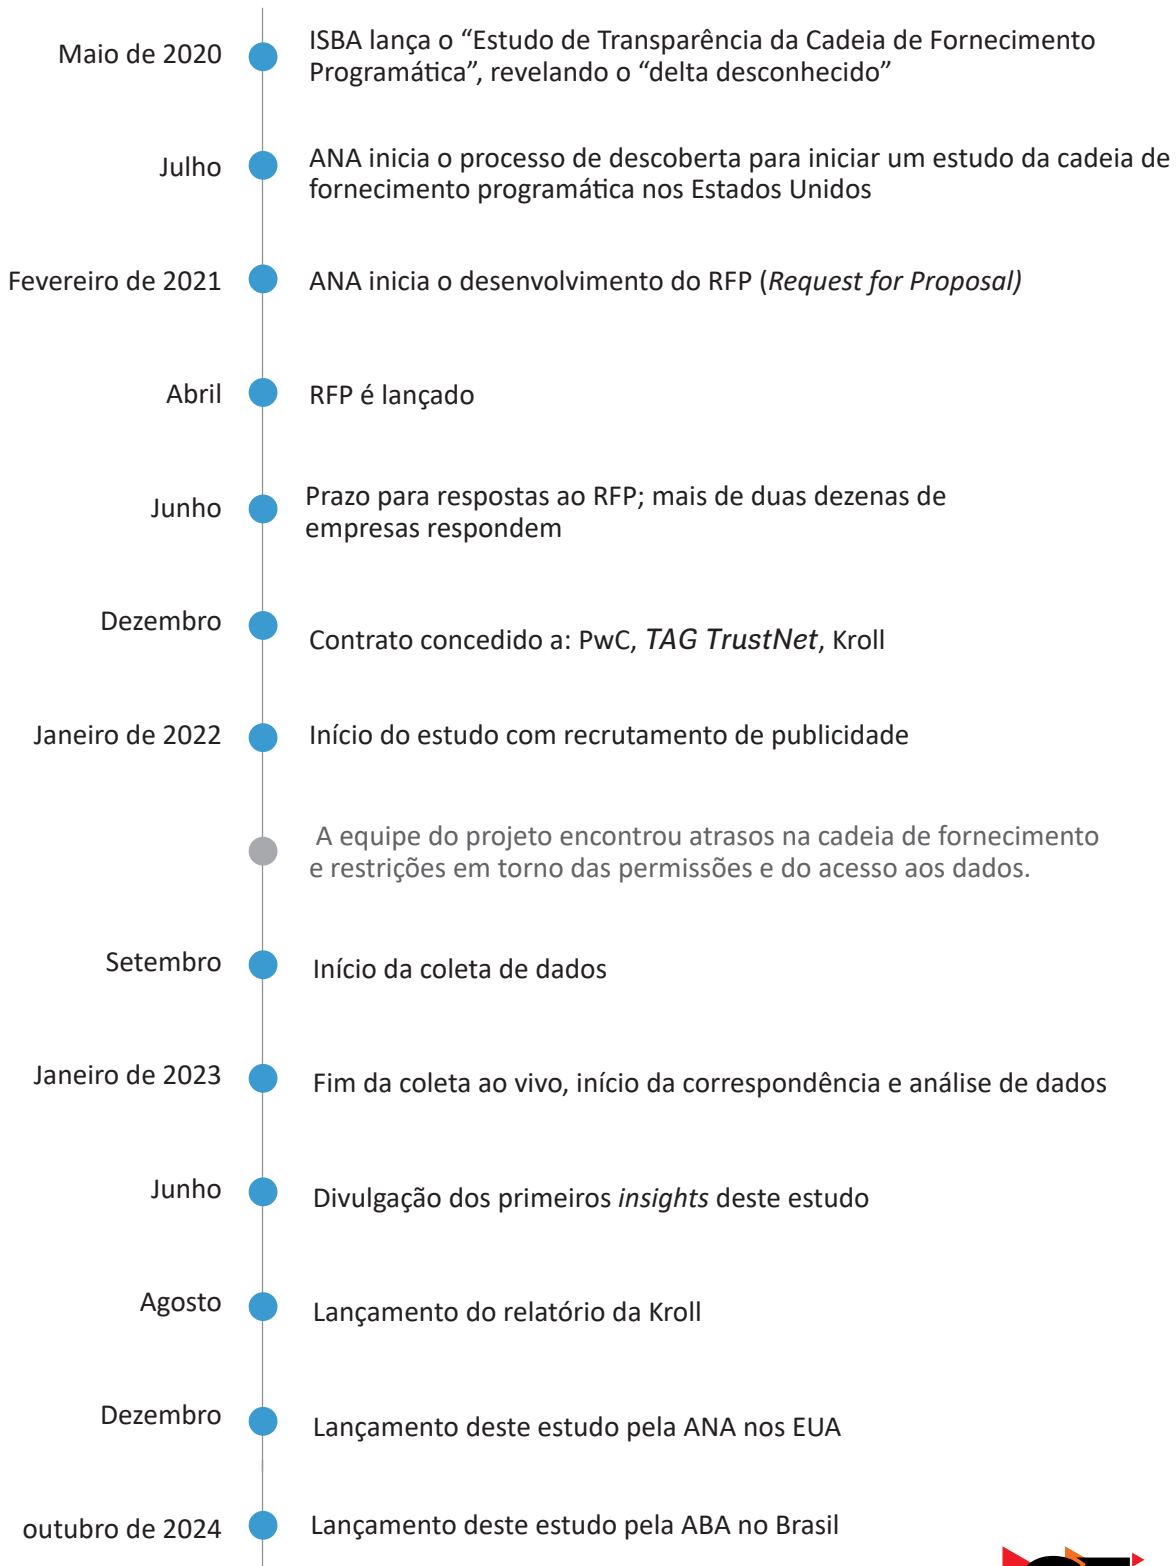 Maio de 2020
ISBA lança o “Estudo de Transparência da Cadeia de Fornecimento
Programática”, revelando o “delta desconhecido”
Julho
ANA inicia o processo de descoberta para iniciar um estudo da cadeia de
fornecimento programática nos Estados Unidos
Fevereiro de 2021
ANA inicia o desenvolvimento do RFP (Request for Proposal)
Abril
RFP é lançado
Junho
Prazo para respostas ao RFP; mais de duas dezenas de
empresas respondem
Dezembro
Contrato concedido a: PwC, TAG TrustNet, Kroll
Janeiro de 2022
Início do estudo com recrutamento de publicidade
A equipe do projeto encontrou atrasos na cadeia de fornecimento
e restrições em torno das permissões e do acesso aos dados.
Setembro
Início da coleta de dados
Janeiro de 2023
Fim da coleta ao vivo, início da correspondência e análise de dados
Junho
Divulgação dos primeiros insights deste estudo
Agosto
Lançamento do relatório da Kroll
Dezembro
Lançamento deste estudo pela ANA nos EUA
outubro de 2024
Lançamento deste estudo pela ABA no Brasil